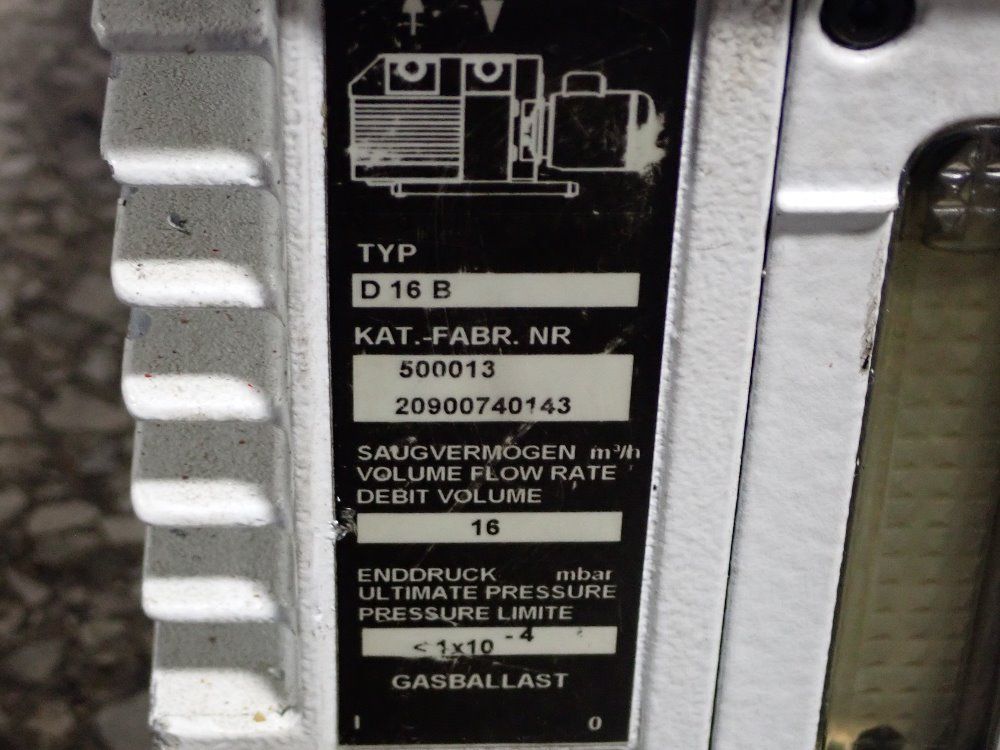 TYP
D 16 B
KAT.-FABR. NR
500013
20900740143
SAUGVERMÖGEN m³/h
VOLUME FLOW RATE
DEBIT VOLUME
16
ENDDRUCK mbar
ULTIMATE PRESSURE
PRESSURE LIMITE
< 1x10 -4
GASBALLAST
I 0